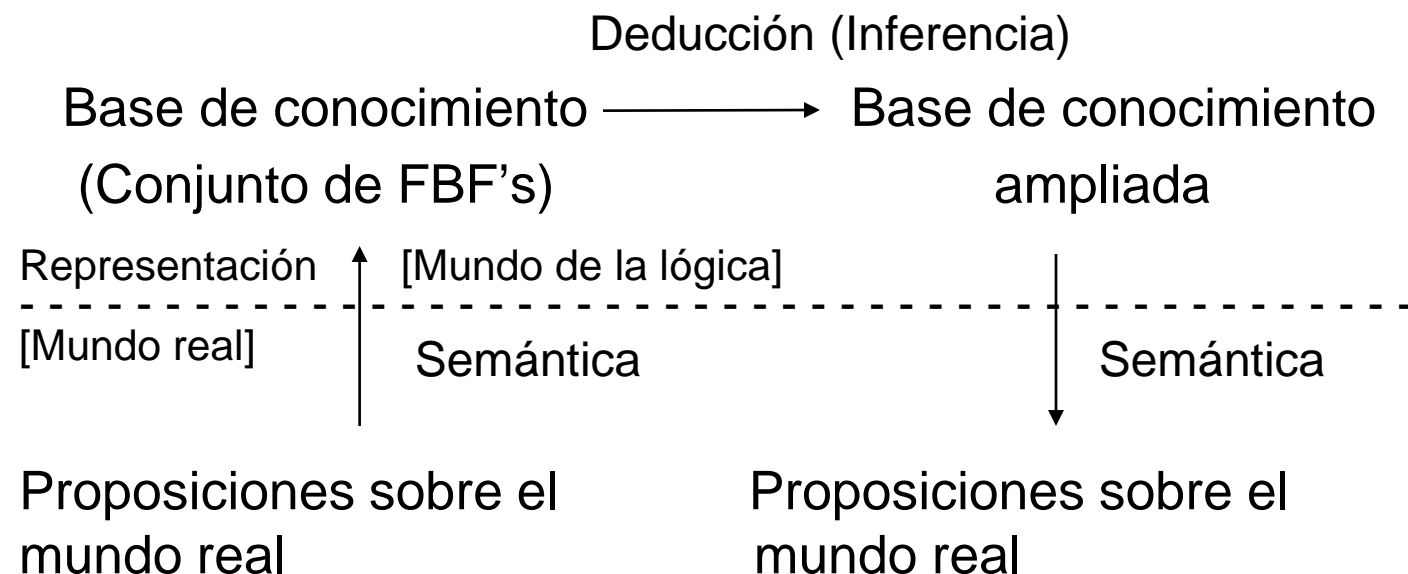 Deducción (Inferencia)
Base de conocimiento Base de conocimiento
(Conjunto de FBF's) ampliada
Representación [Mundo de la lógica]
[Mundo real] Semántica Semántica
Proposiciones sobre el Proposiciones sobre el
mundo real mundo real